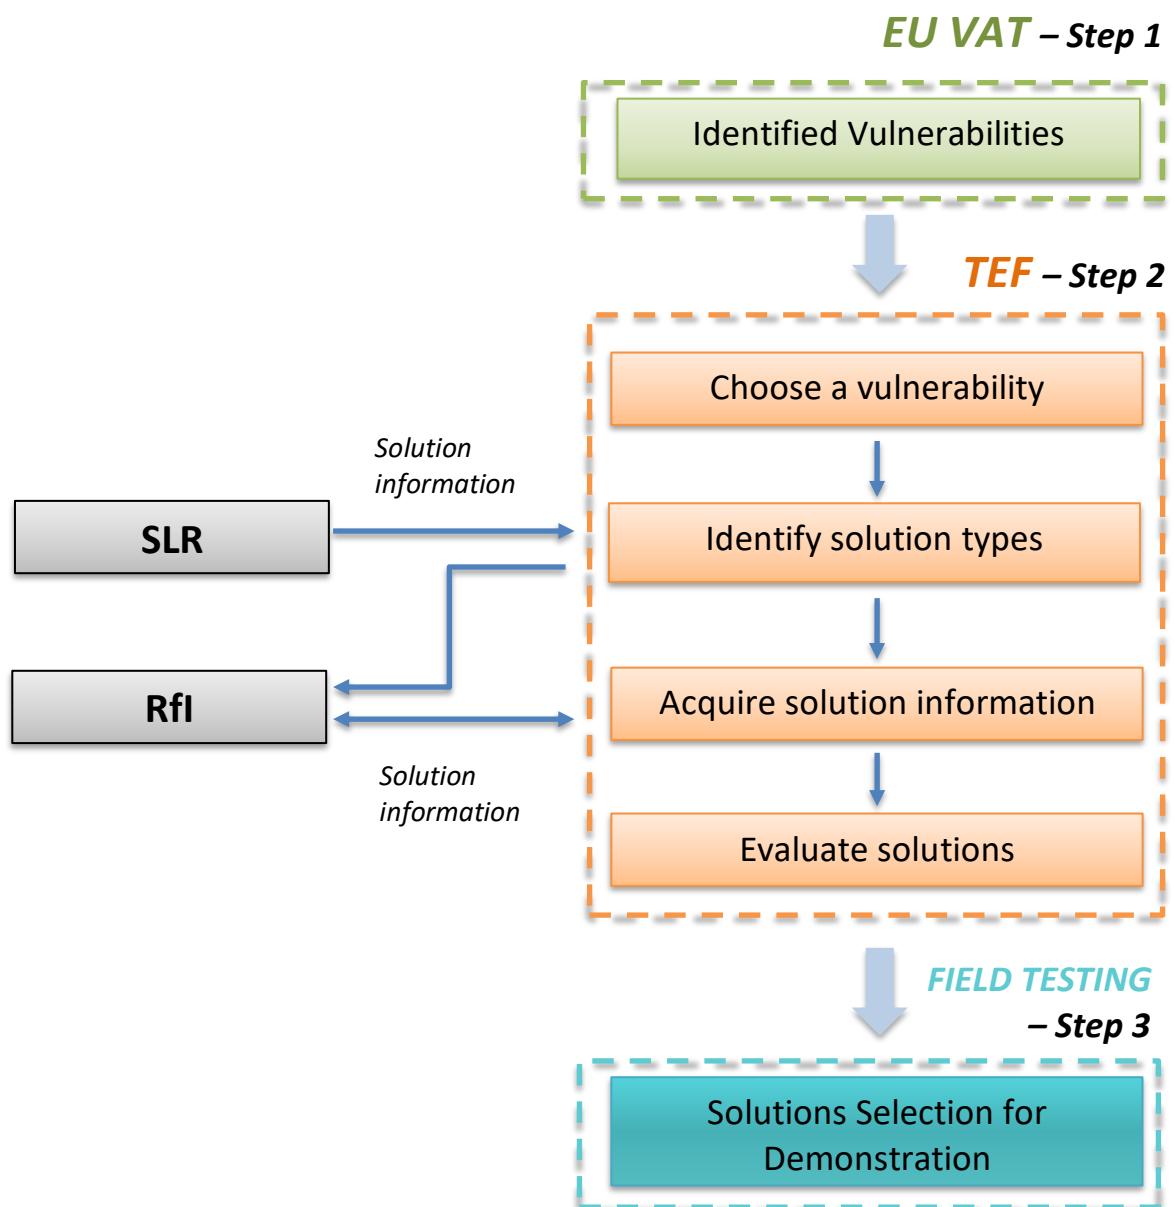 EU VAT – Step 1
Identified Vulnerabilities
TEF – Step 2
Choose a vulnerability
Solution
information
SLR
Identify solution types
RfI
Acquire solution information
Solution
information
Evaluate solutions
FIELD TESTING
– Step 3
Solutions Selection for
Demonstration